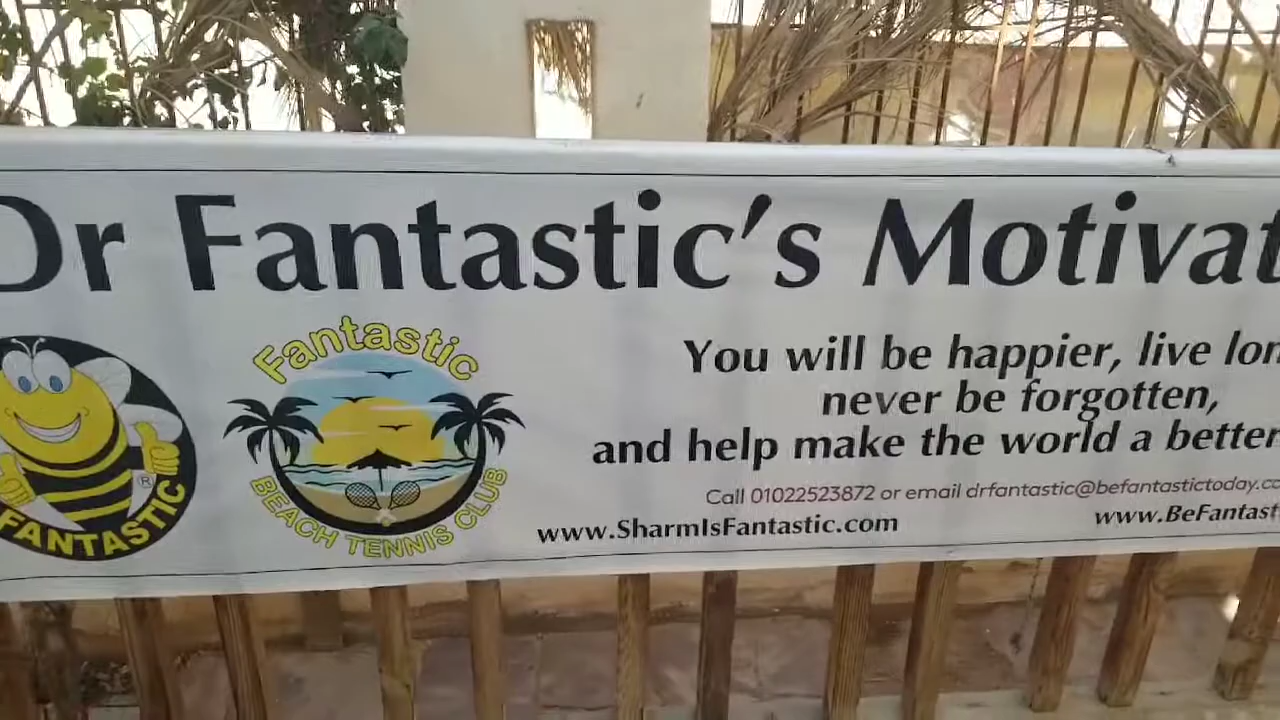 Dr Fantastic's Motivat
FANTASTIC
®
Fantastic
BEACH TENNIS CLUB
You will be happier, live lon
never be forgotten,
and help make the world a better
Call 01022523872 or email drfantastic@befantastictoday.co
www.SharmIsFantastic.com
www.BeFantast